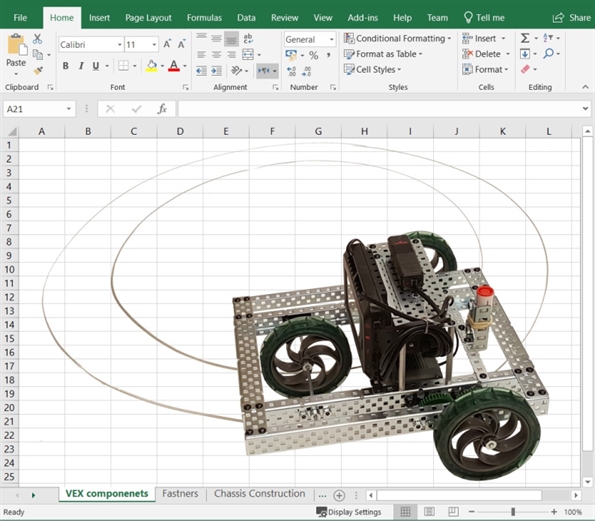 File Home Insert Page Layout Formulas Data Review View Add-ins Help Team Tell me Share
Calibri 11 General Conditional Formatting Insert
Paste B I U A % Format as Table Delete
Cell Styles Format
Clipboard Font Alignment Number Styles Cells Editing
A21 fx
A B C D E F G H I J K L
1
2
3
4
5
6
7
8
9
10
11
12
13
14
15
16
17
18
19
20
21
22
23
24
25
VEX componenets Fastners Chassis Construction ...
Display Settings 100%